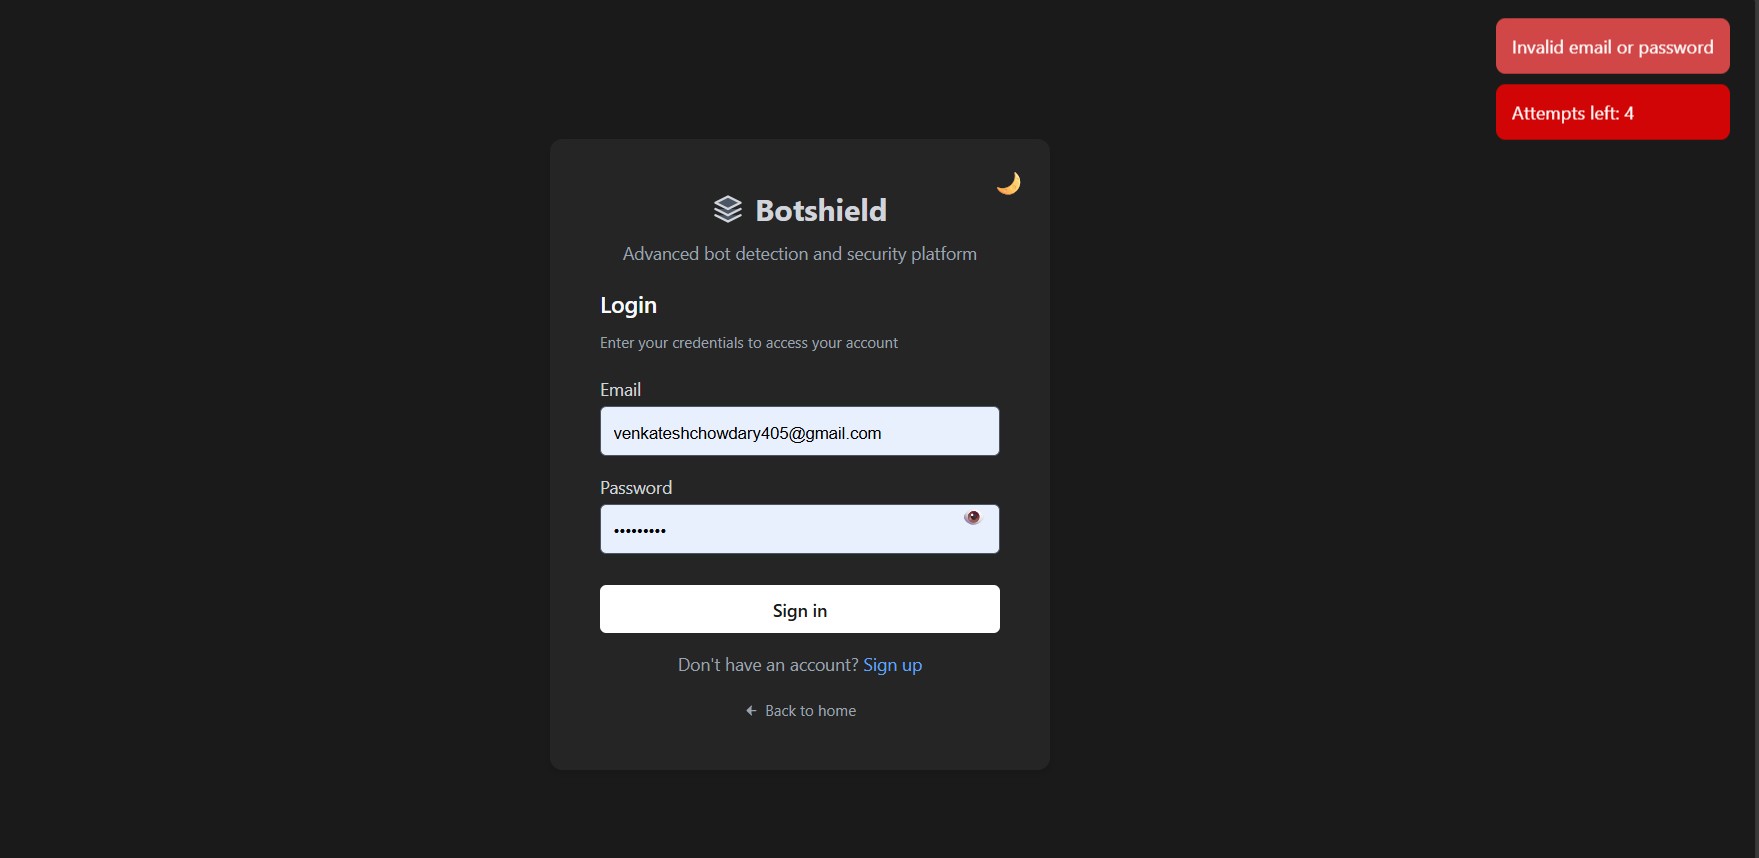 Invalid email or password
Attempts left: 4
Botshield
Advanced bot detection and security platform
Login
Enter your credentials to access your account
Email
venkateshchowdary405@gmail.com
Password
•••••••••
Sign in
Don't have an account? Sign up
← Back to home